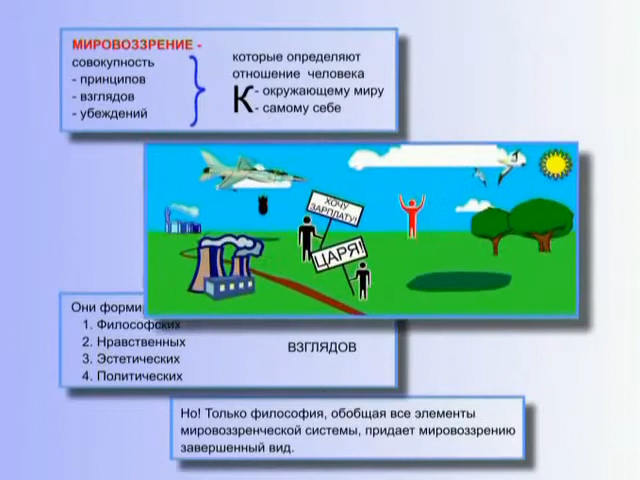 МИРОВОЗЗРЕНИЕ -
совокупность
- принципов
- взглядов
- убеждений
которые определяют
отношение человека
К - окружающему миру
- самому себе
ХОЧУ
ЗАРПЛАТУ!
ЦАРЯ!
Они
1. Философских
2. Нравственных
3. Эстетических
4. Политических
ВЗГЛЯДОВ
Но! Только философия, обобщая все элементы
мировоззренческой системы, придает мировоззрению
завершенный вид.